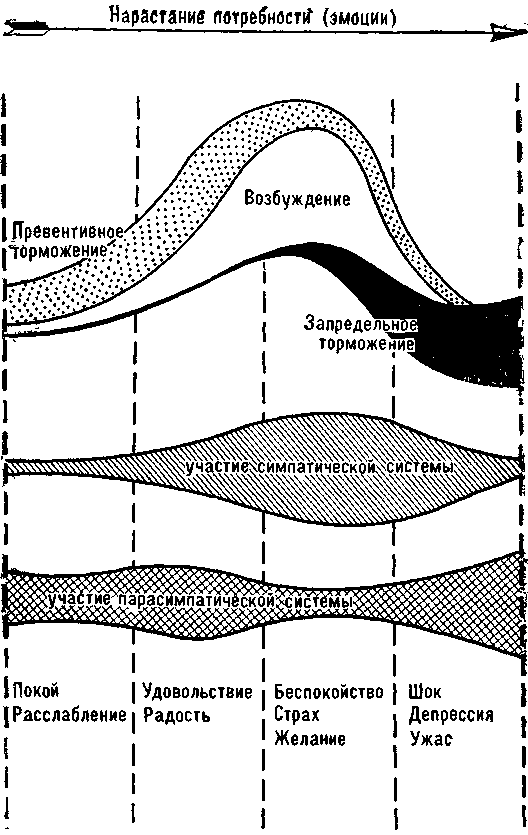 Нарастание потребности (эмоции)
Возбуждение
Превентивное
торможение
Запредельное
торможение
участие симпатической системы
участие парасимпатической системы
Покой
Расслабление
Удовольствие
Радость
Беспокойство
Страх
Желание
Шок
Депрессия
Ужас